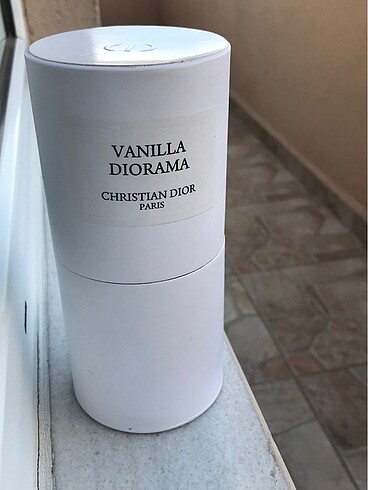 VANILLA
DIORAMA
CHRISTIAN DIOR
PARIS